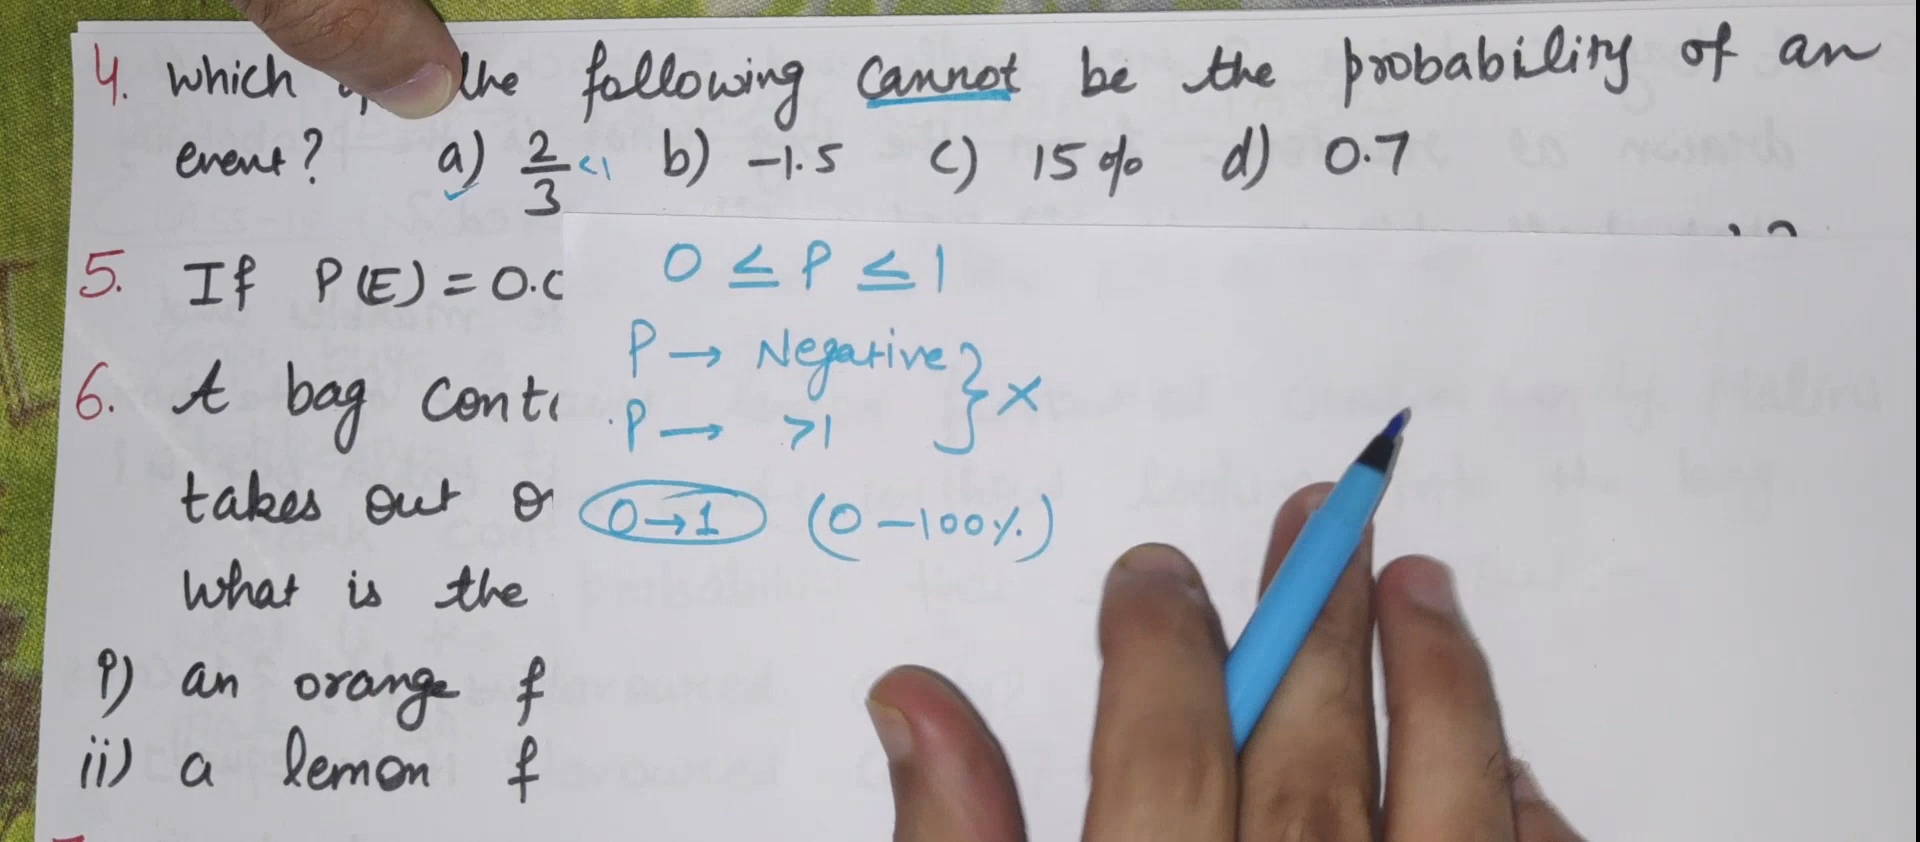 4. which the following cannot be the probability of an
event? a) 2/3 <1 b) -1.5 c) 15% d) 0.7
5. If P(E) = 0.0
6. A bag
takes out
What is the
i) an orange f
ii) a lemon f
0 ≤ P ≤ 1
P → Negative } ×
P → >1
0→1 (0-100%)